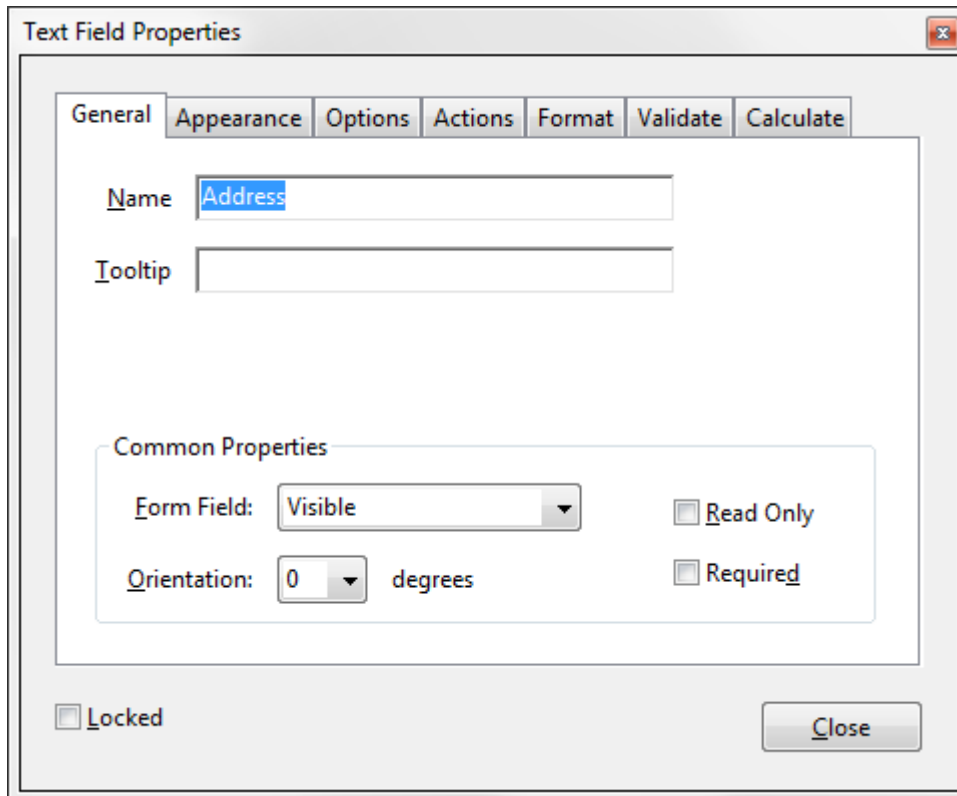 Text Field Properties
General Appearance Options Actions Format Validate Calculate
Name Address
Tooltip
Common Properties
Form Field: Visible Read Only
Orientation: 0 degrees Required
Locked Close